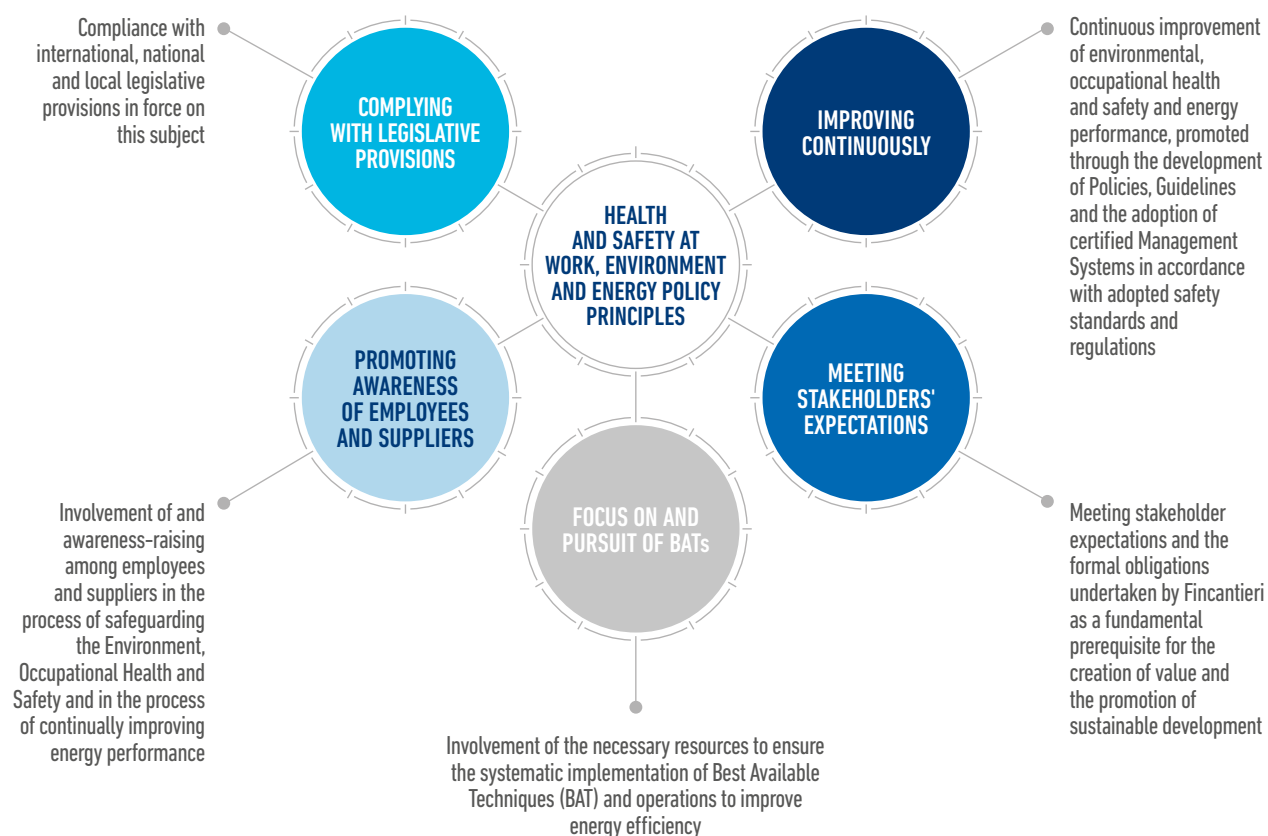 Compliance with
international, national
and local legislative
provisions in force on
this subject
COMPLYING
WITH LEGISLATIVE
PROVISIONS
IMPROVING
CONTINUOUSLY
Continuous improvement
of environmental,
occupational health
and safety and energy
performance, promoted
through the development
of Policies, Guidelines
and the adoption of
certified Management
Systems in accordance
with adopted safety
standards and
regulations
HEALTH
AND SAFETY AT
WORK, ENVIRONMENT
AND ENERGY POLICY
PRINCIPLES
PROMOTING
AWARENESS
OF EMPLOYEES
AND SUPPLIERS
MEETING
STAKEHOLDERS'
EXPECTATIONS
FOCUS ON AND
PURSUIT OF BATs
Involvement of and
awareness-raising
among employees
and suppliers in the
process of safeguarding
the Environment,
Occupational Health and
Safety and in the process
of continually improving
energy performance
Meeting stakeholder
expectations and the
formal obligations
undertaken by Fincantieri
as a fundamental
prerequisite for the
creation of value and
the promotion of
sustainable development
Involvement of the necessary resources to ensure
the systematic implementation of Best Available
Techniques (BAT) and operations to improve
energy efficiency